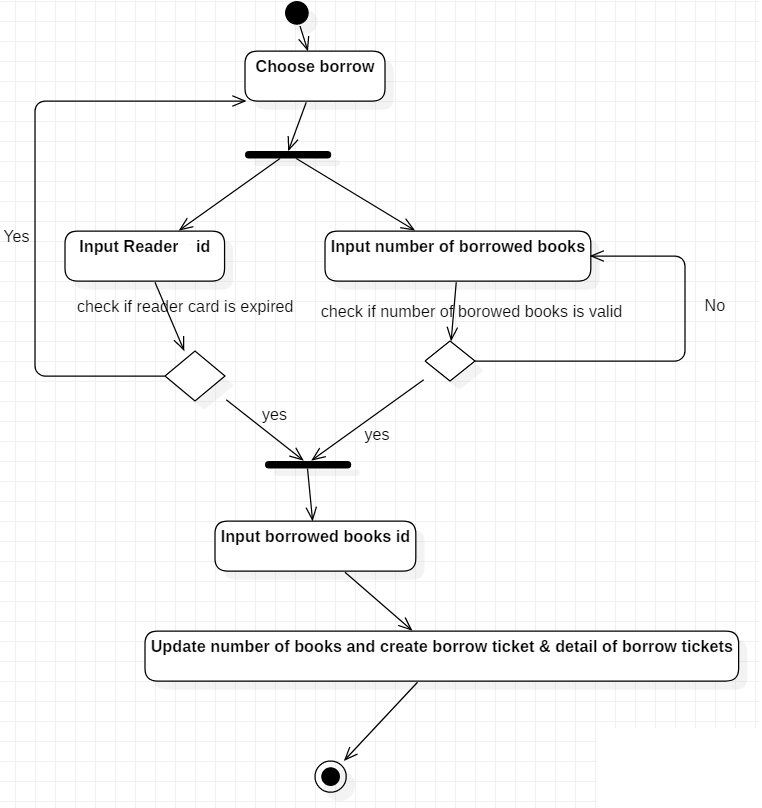 Choose borrow
Yes
Input Reader    id
Input number of borrowed books
check if reader card is expired
check if number of borowed books is valid
No
yes
yes
Input borrowed books id
Update number of books and create borrow ticket & detail of borrow tickets